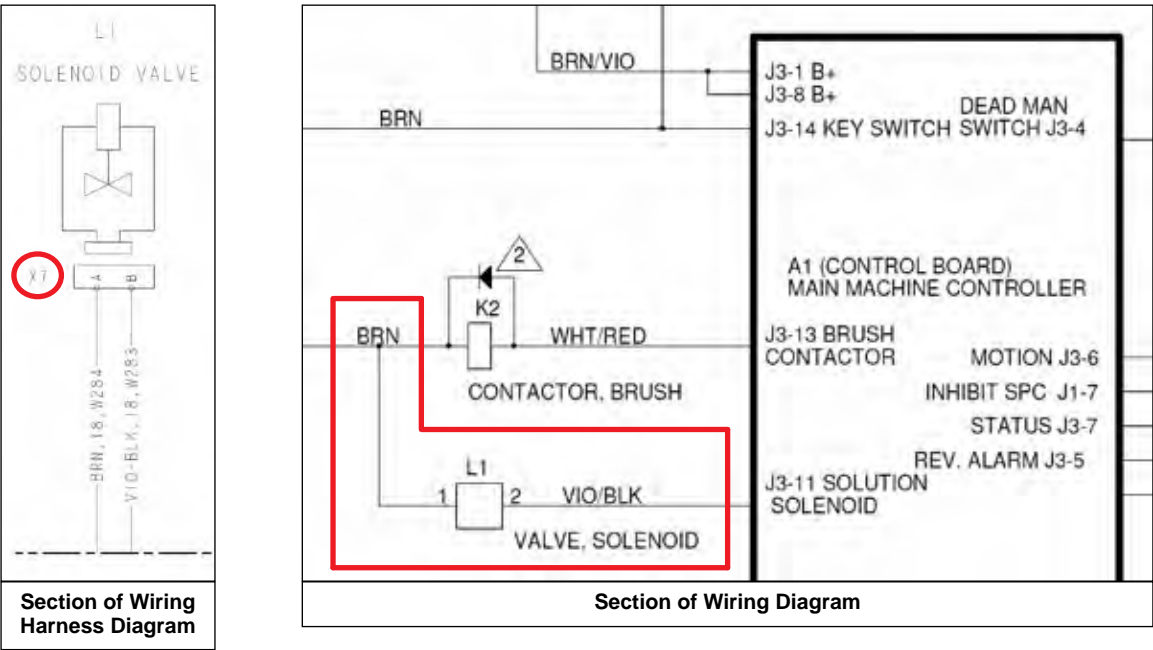 L1
SOLENOID VALVE
X7
A
B
BRN,18,W284
VIO-BLK,18,W283
Section of Wiring
Harness Diagram
BRN/VIO
BRN
J3-1 B+
J3-8 B+
DEAD MAN
J3-14 KEY SWITCH SWITCH J3-4
2
K2
BRN
WHT/RED
CONTACTOR, BRUSH
A1 (CONTROL BOARD)
MAIN MACHINE CONTROLLER
J3-13 BRUSH
CONTACTOR
MOTION J3-6
INHIBIT SPC J1-7
STATUS J3-7
REV. ALARM J3-5
L1
1
2
VIO/BLK
J3-11 SOLUTION
SOLENOID
VALVE, SOLENOID
Section of Wiring Diagram